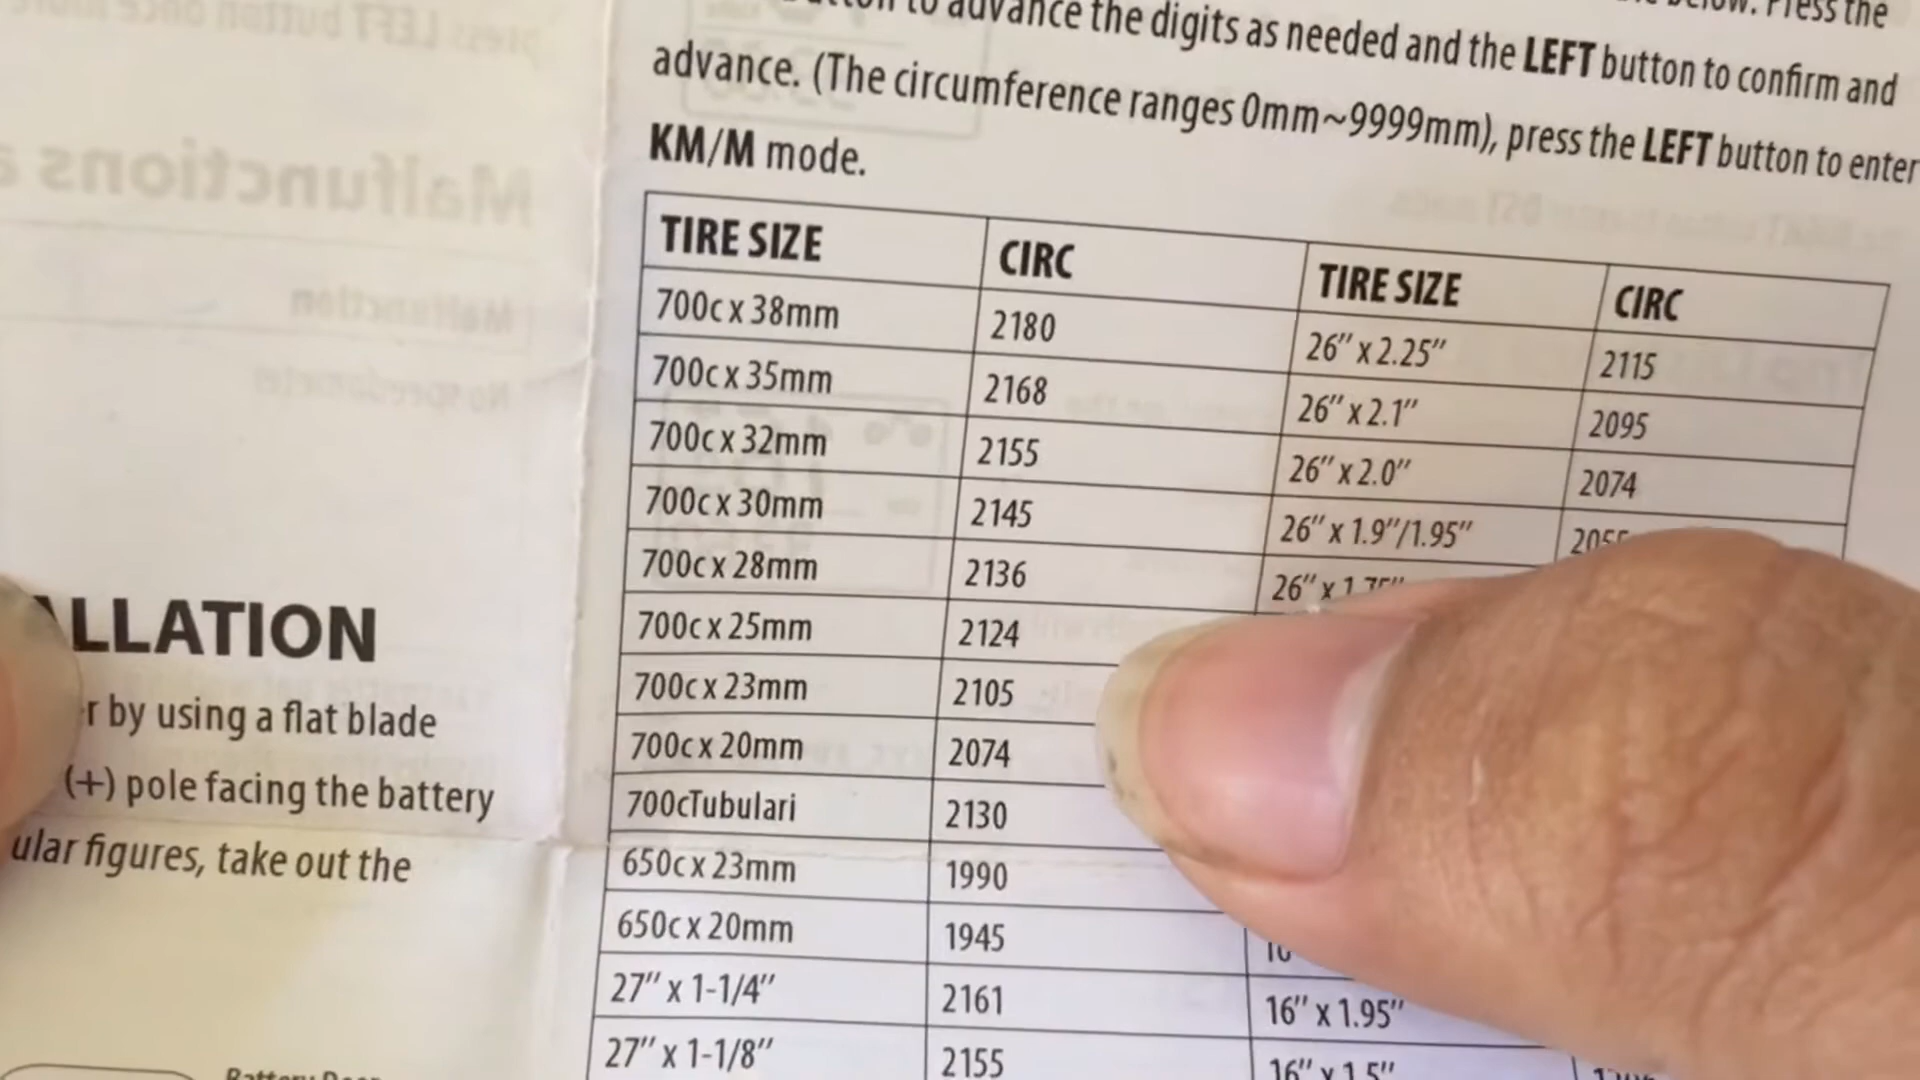 to advance the digits as needed and the LEFT button to confirm and
advance. (The circumference ranges 0mm~9999mm), press the LEFT button to enter
KM/M mode.
TIRE SIZE CIRC TIRE SIZE CIRC
700c x 38mm 2180 26" x 2.25" 2115
700c x 35mm 2168 26" x 2.1" 2095
700c x 32mm 2155 26" x 2.0" 2074
700c x 30mm 2145 26" x 1.9"/1.95"
700c x 28mm 2136 26" x
700c x 25mm 2124
700c x 23mm 2105
700c x 20mm 2074
700cTubulari 2130
650c x 23mm 1990
650c x 20mm 1945
27" x 1-1/4" 2161 16" x 1.95"
27" x 1-1/8" 2155 16" x 1.5"
LLATION
r by using a flat blade
(+) pole facing the battery
ular figures, take out the